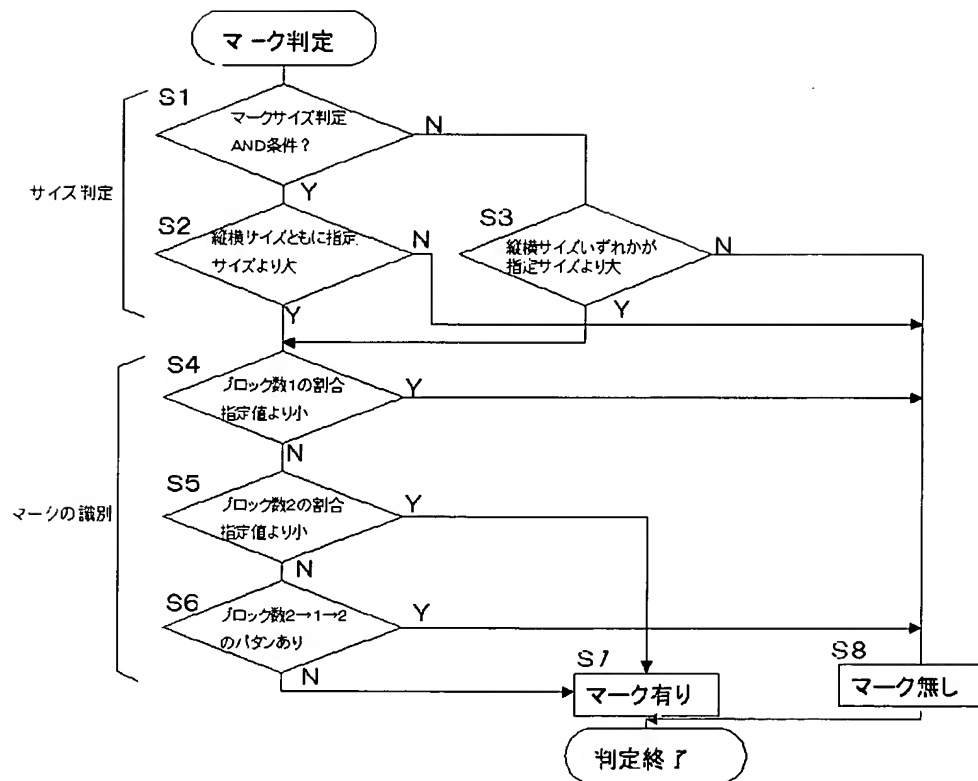 マーク判定
S1
マークサイズ判定
AND条件?
N
Y
サイズ判定
S2
縦横サイズともに指定
サイズより大
N
Y
S3
縦横サイズいずれかが
指定サイズより大
N
Y
S4
ブロック数1の割合
指定値より小
Y
N
マークの識別
S5
ブロック数2の割合
指定値より小
Y
N
S6
ブロック数2→1→2
のパタンあり
Y
N
S7
マーク有り
S8
マーク無し
判定終了